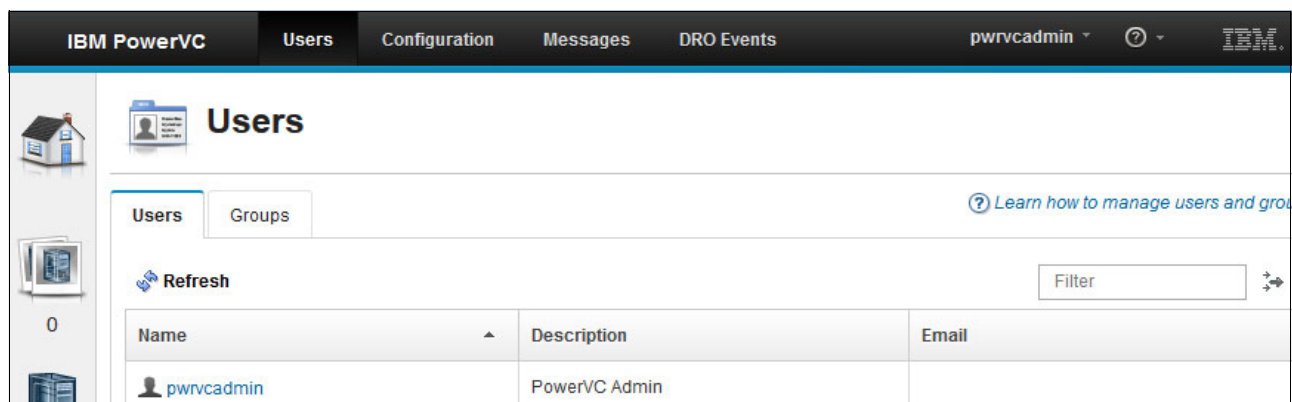 IBM PowerVC Users Configuration Messages DRO Events pwrvcadmin IBM.
Users
Users Groups Learn how to manage users and grou
Refresh Filter
0
Name Description Email
pwrvcadmin PowerVC Admin